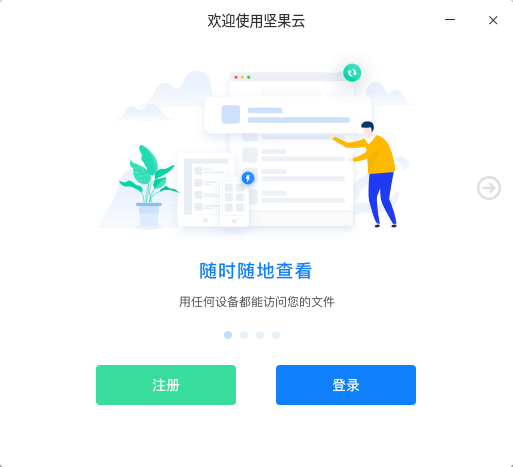 欢迎使用坚果云
随时随地查看
用任何设备都能访问您的文件
注册
登录